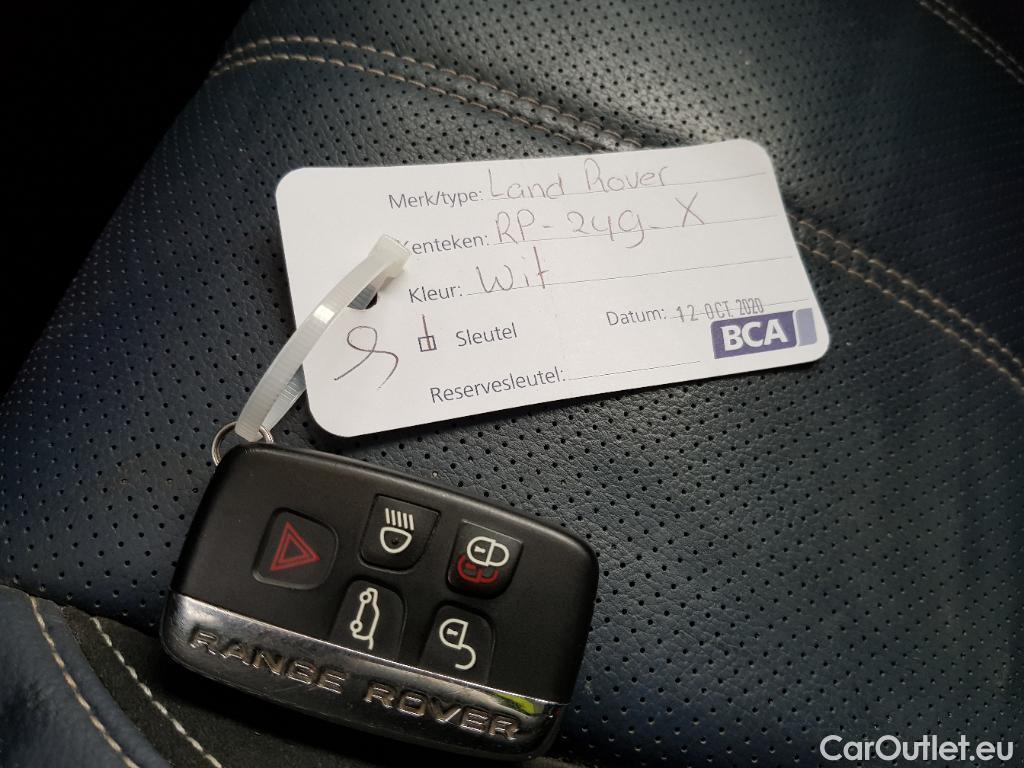 Merk/type: Land Rover
Kenteken: RP-249-X
Kleur: Wit
Sleutel
Datum: 12 OCT. 2020
BCA
Reservesleutel:
RANGE ROVER
CarOutlet.eu